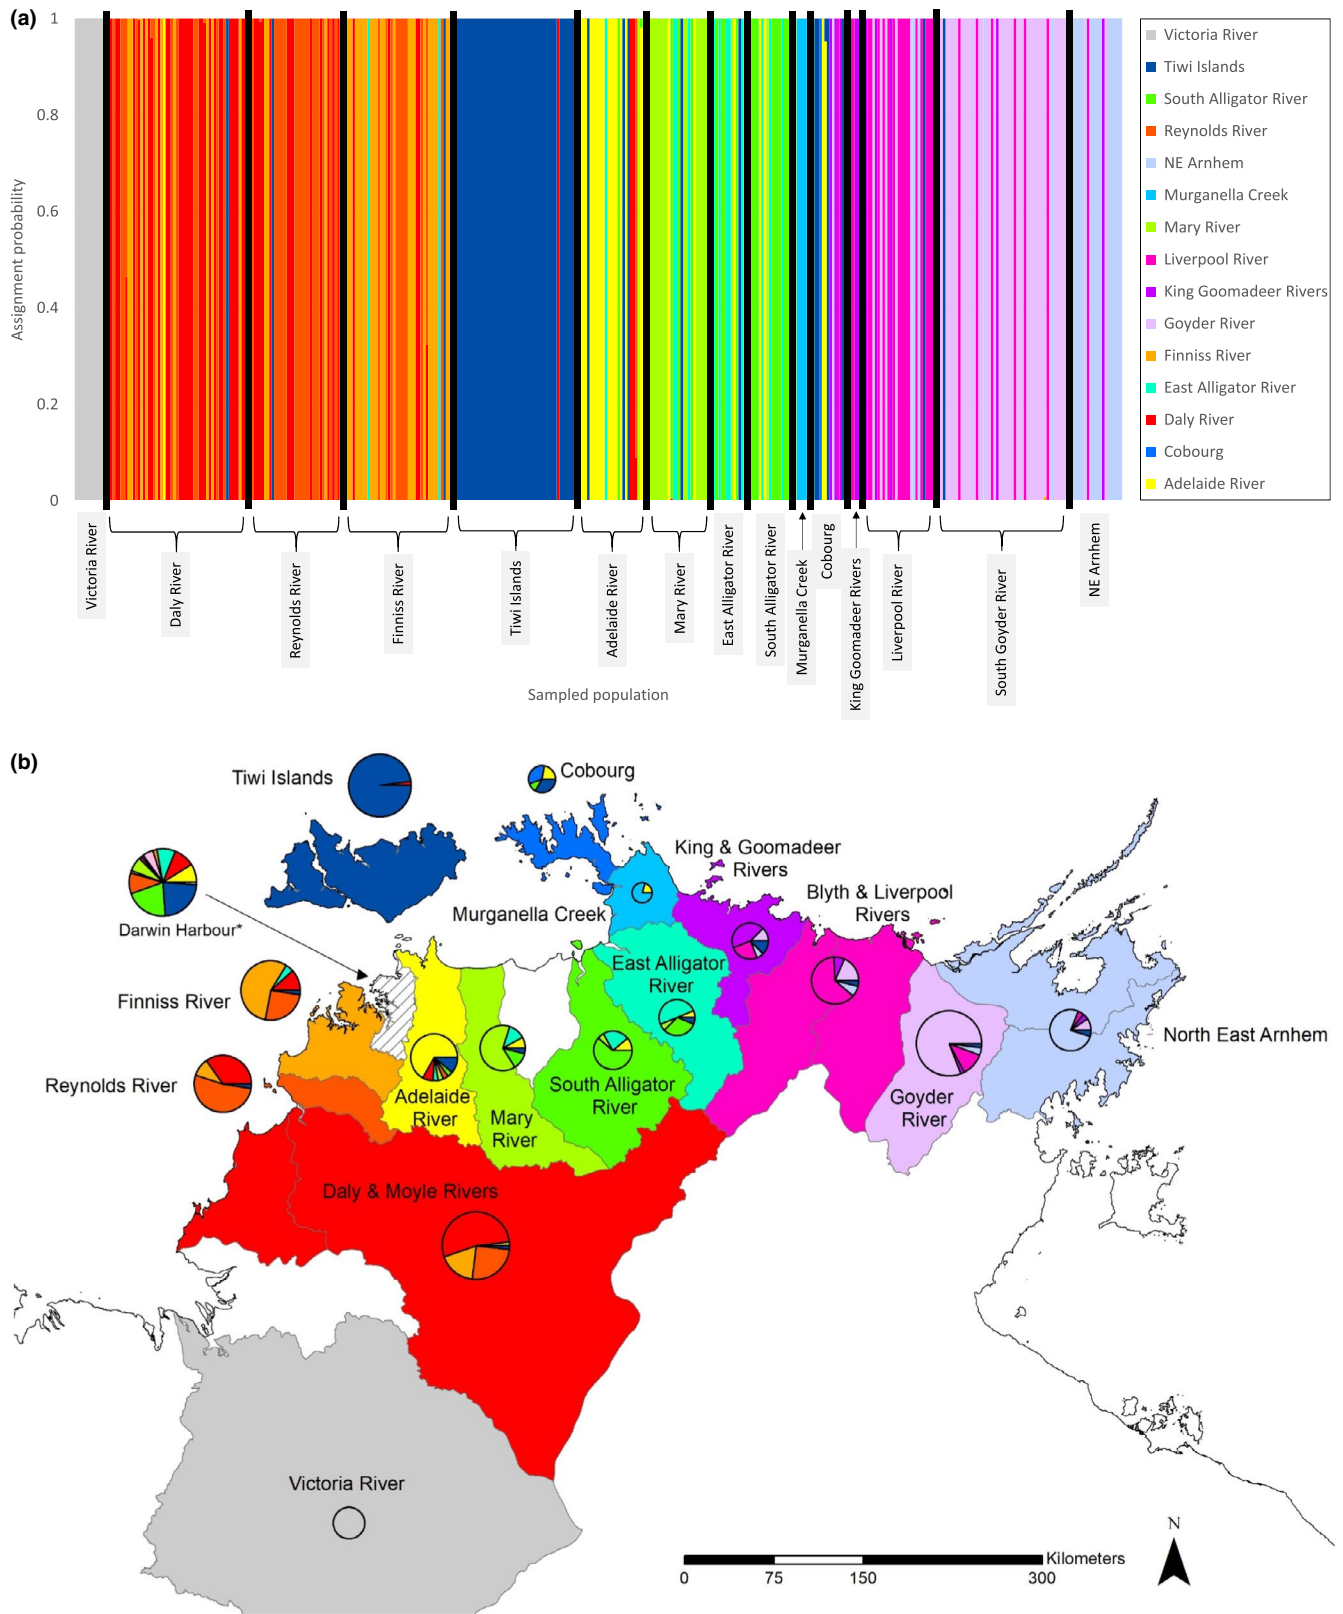 (a)
1
0.8
0.6
0.4
0.2
0
Assignment probability
Victoria River
Daly River
Reynolds River
Finniss River
Tiwi Islands
Adelaide River
Mary River
East Alligator River
South Alligator River
Murganella Creek
Cobourg
King Goomadeer Rivers
Liverpool River
South Goyder River
NE Arnhem
Sampled population
Victoria River
Tiwi Islands
South Alligator River
Reynolds River
NE Arnhem
Murganella Creek
Mary River
Liverpool River
King Goomadeer Rivers
Goyder River
Finniss River
East Alligator River
Daly River
Cobourg
Adelaide River
(b)
Tiwi Islands
Cobourg
King & Goomadeer
Rivers
Blyth & Liverpool
Rivers
Murganella Creek
Darwin Harbour*
East Alligator
River
Finniss River
North East Arnhem
Reynolds River
Adelaide
River
Mary
River
South Alligator
River
Goyder
River
Daly & Moyle Rivers
Victoria River
N
Kilometers
0 75 150 300